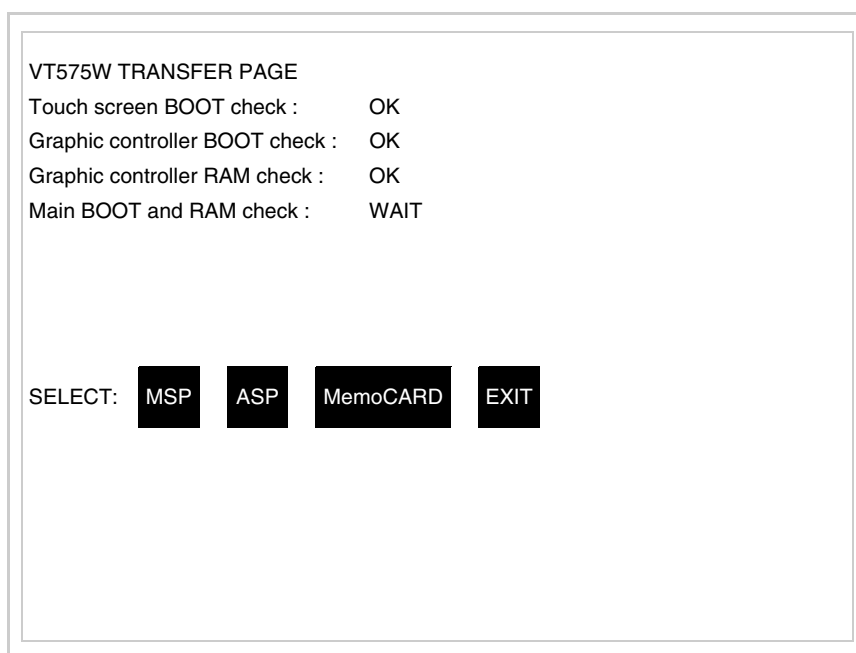 VT575W TRANSFER PAGE
Touch screen BOOT check : OK
Graphic controller BOOT check : OK
Graphic controller RAM check : OK
Main BOOT and RAM check : WAIT
SELECT: MSP ASP MemoCARD EXIT